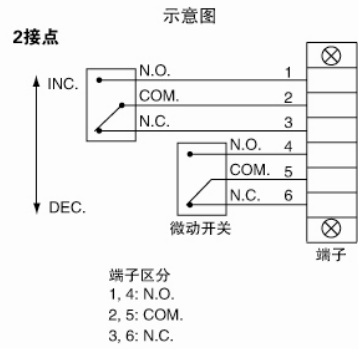 示意图
2接点
INC.
DEC.
N.O. 1
COM. 2
N.C. 3
N.O. 4
COM. 5
N.C. 6
微动开关
端子
端子区分
1, 4: N.O.
2, 5: COM.
3, 6: N.C.